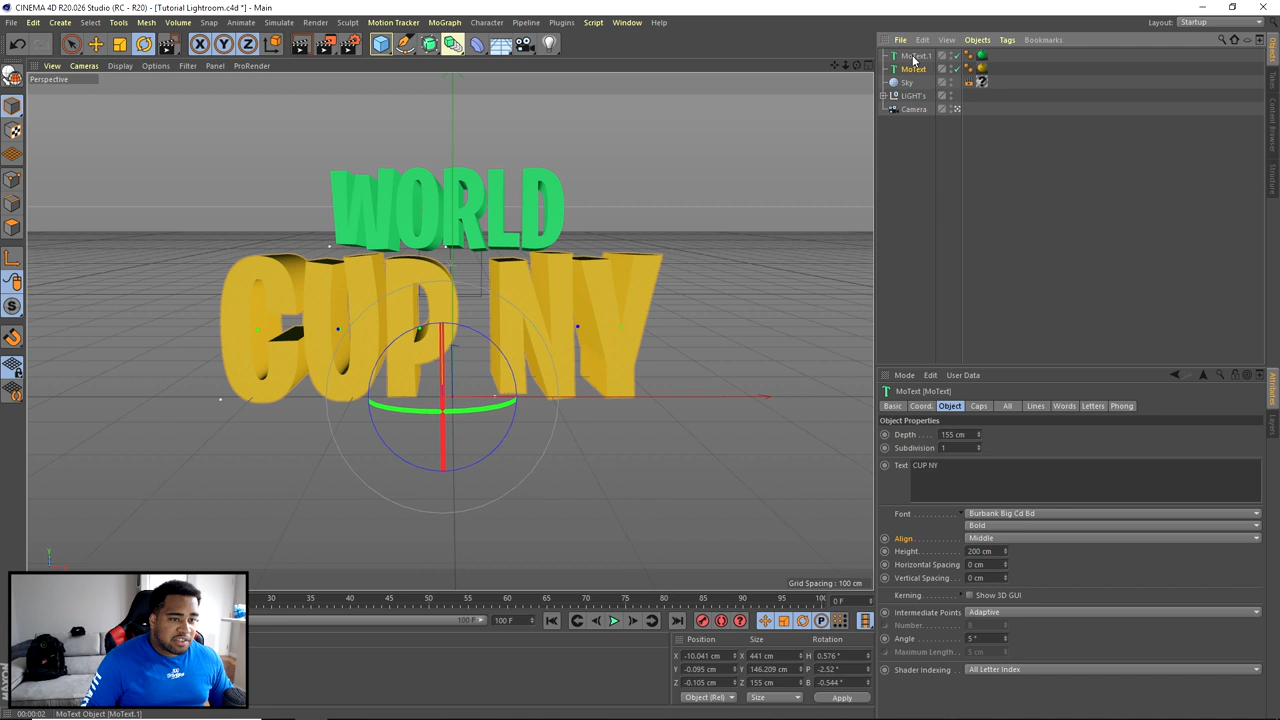 CINEMA 4D R20.026 Studio (RC - R20) - [Tutorial Lightroom.c4d *] - Main
File Edit Create Select Tools Mesh Volume Snap Animate Simulate Render Sculpt Motion Tracker MoGraph Character Pipeline Plugins Script Window Help
Layout: Startup
X Y Z
File Edit View Objects Tags Bookmarks
View Cameras Display Options Filter Panel ProRender
Perspective
MoText.1
MoText
Sky
LIGHT's
Camera
Objects
Takes
Content Browser
Structure
WORLD
CUP NY
Mode Edit User Data
MoText [MoText]
Basic Coord. Object Caps All Lines Words Letters Phong
Object Properties
Depth 155 cm
Subdivision 1
Text CUP NY
Font Burbank Big Cd Bd
Bold
Align Middle
Height 200 cm
Horizontal Spacing 0 cm
Vertical Spacing 0 cm
Kerning Show 3D GUI
Intermediate Points Adaptive
Number 8
Angle 5 °
Maximum Length 5 cm
Shader Indexing All Letter Index
Attributes
Layers
Y
Grid Spacing : 100 cm
30 35 40 45 50 55 60 65 70 75 80 85 90 95 100 0 F
100 F 100 F
Position Size Rotation
X -10.041 cm X 441 cm H 0.576 °
Y -0.095 cm Y 146.209 cm P -2.52 °
Z -0.105 cm Z 155 cm B -0.544 °
Object (Rel) Size Apply
00:00:02 MoText Object [MoText.1]